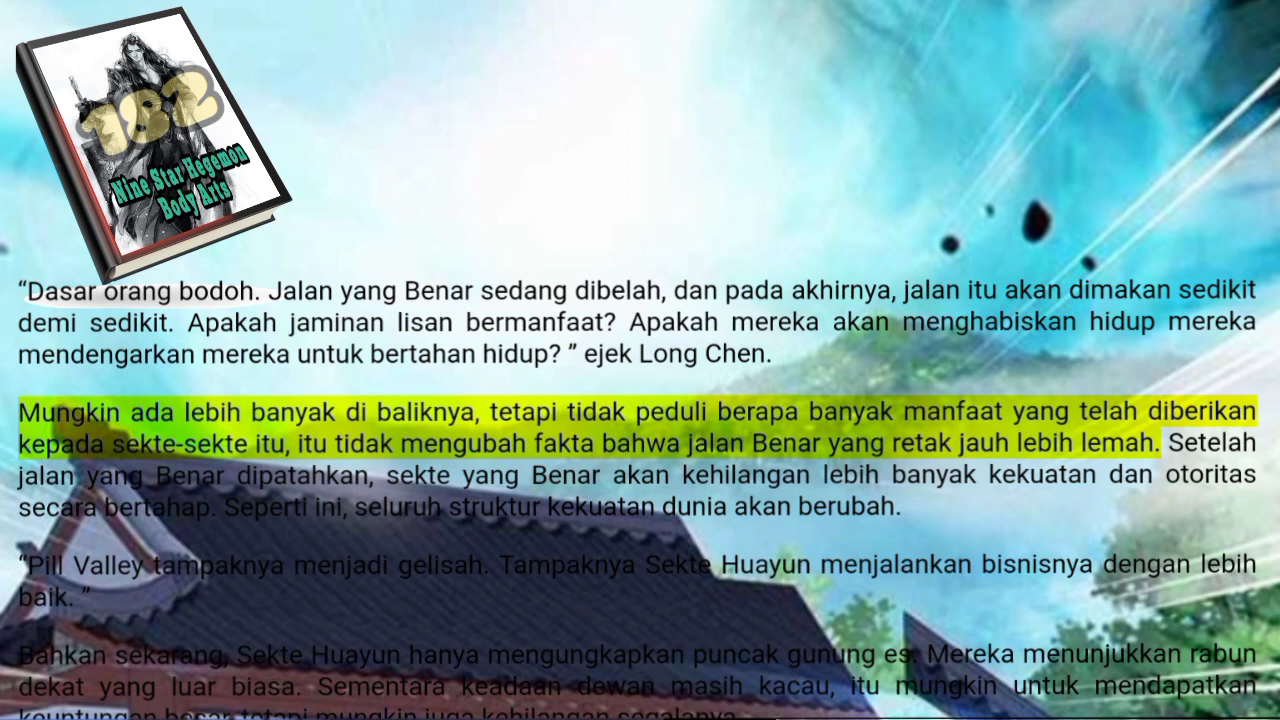 182
Nine Star Hegemon
Body Arts
“Dasar orang bodoh. Jalan yang Benar sedang dibelah, dan pada akhirnya, jalan itu akan dimakan sedikit
demi sedikit. Apakah jaminan lisan bermanfaat? Apakah mereka akan menghabiskan hidup mereka
mendengarkan mereka untuk bertahan hidup? ” ejek Long Chen.
Mungkin ada lebih banyak di baliknya, tetapi tidak peduli berapa banyak manfaat yang telah diberikan
kepada sekte-sekte itu, itu tidak mengubah fakta bahwa jalan Benar yang retak jauh lebih lemah. Setelah
jalan yang Benar dipatahkan, sekte yang Benar akan kehilangan lebih banyak kekuatan dan otoritas
secara bertahap. Seperti ini, seluruh struktur kekuatan dunia akan berubah.
“Pill Valley tampaknya menjadi gelisah. Tampaknya Sekte Huayun menjalankan bisnisnya dengan lebih
baik. ”
Bahkan sekarang, Sekte Huayun hanya mengungkapkan puncak gunung es. Mereka menunjukkan rabun
dekat yang luar biasa. Sementara keadaan dewan masih kacau, itu mungkin untuk mendapatkan
keuntungan besar, tetapi mungkin juga kehilangan segalanya.